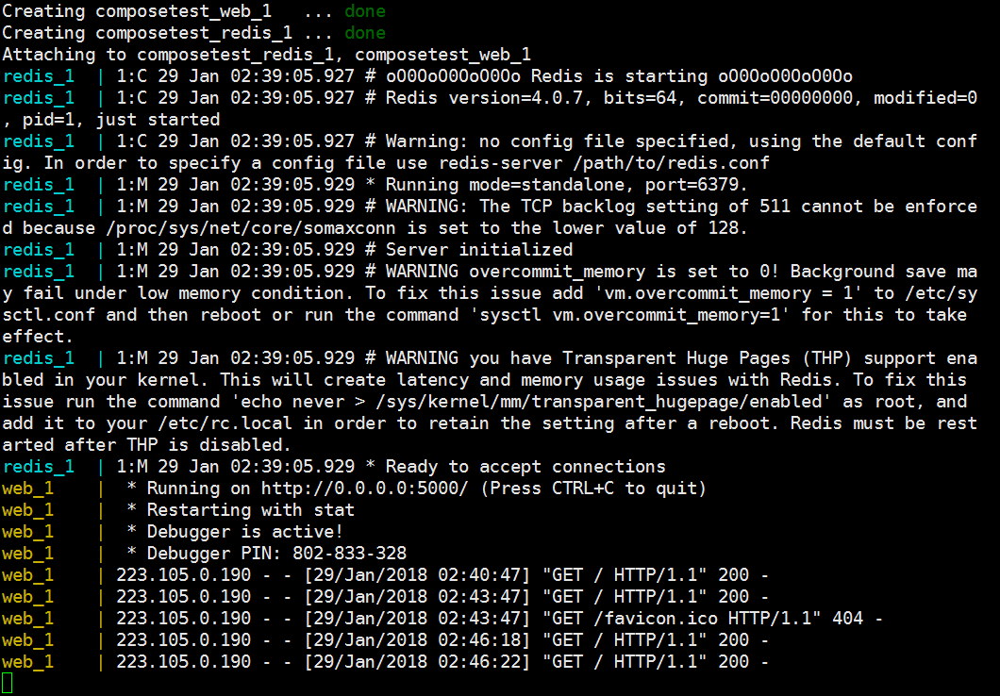 Creating composetest_web_1   ... done
Creating composetest_redis_1 ... done
Attaching to composetest_redis_1, composetest_web_1
redis_1  | 1:C 29 Jan 02:39:05.927 # oO0OoO0OoO0Oo Redis is starting oO0OoO0OoO0Oo
redis_1  | 1:C 29 Jan 02:39:05.927 # Redis version=4.0.7, bits=64, commit=00000000, modified=0
, pid=1, just started
redis_1  | 1:C 29 Jan 02:39:05.927 # Warning: no config file specified, using the default conf
ig. In order to specify a config file use redis-server /path/to/redis.conf
redis_1  | 1:M 29 Jan 02:39:05.929 * Running mode=standalone, port=6379.
redis_1  | 1:M 29 Jan 02:39:05.929 # WARNING: The TCP backlog setting of 511 cannot be enforce
d because /proc/sys/net/core/somaxconn is set to the lower value of 128.
redis_1  | 1:M 29 Jan 02:39:05.929 # Server initialized
redis_1  | 1:M 29 Jan 02:39:05.929 # WARNING overcommit_memory is set to 0! Background save ma
y fail under low memory condition. To fix this issue add 'vm.overcommit_memory = 1' to /etc/sy
sctl.conf and then reboot or run the command 'sysctl vm.overcommit_memory=1' for this to take
effect.
redis_1  | 1:M 29 Jan 02:39:05.929 # WARNING you have Transparent Huge Pages (THP) support ena
bled in your kernel. This will create latency and memory usage issues with Redis. To fix this
issue run the command 'echo never > /sys/kernel/mm/transparent_hugepage/enabled' as root, and
add it to your /etc/rc.local in order to retain the setting after a reboot. Redis must be rest
arted after THP is disabled.
redis_1  | 1:M 29 Jan 02:39:05.929 * Ready to accept connections
web_1    |  * Running on http://0.0.0.0:5000/ (Press CTRL+C to quit)
web_1    |  * Restarting with stat
web_1    |  * Debugger is active!
web_1    |  * Debugger PIN: 802-833-328
web_1    | 223.105.0.190 - - [29/Jan/2018 02:40:47] "GET / HTTP/1.1" 200 -
web_1    | 223.105.0.190 - - [29/Jan/2018 02:43:47] "GET / HTTP/1.1" 200 -
web_1    | 223.105.0.190 - - [29/Jan/2018 02:43:47] "GET /favicon.ico HTTP/1.1" 404 -
web_1    | 223.105.0.190 - - [29/Jan/2018 02:46:18] "GET / HTTP/1.1" 200 -
web_1    | 223.105.0.190 - - [29/Jan/2018 02:46:22] "GET / HTTP/1.1" 200 -